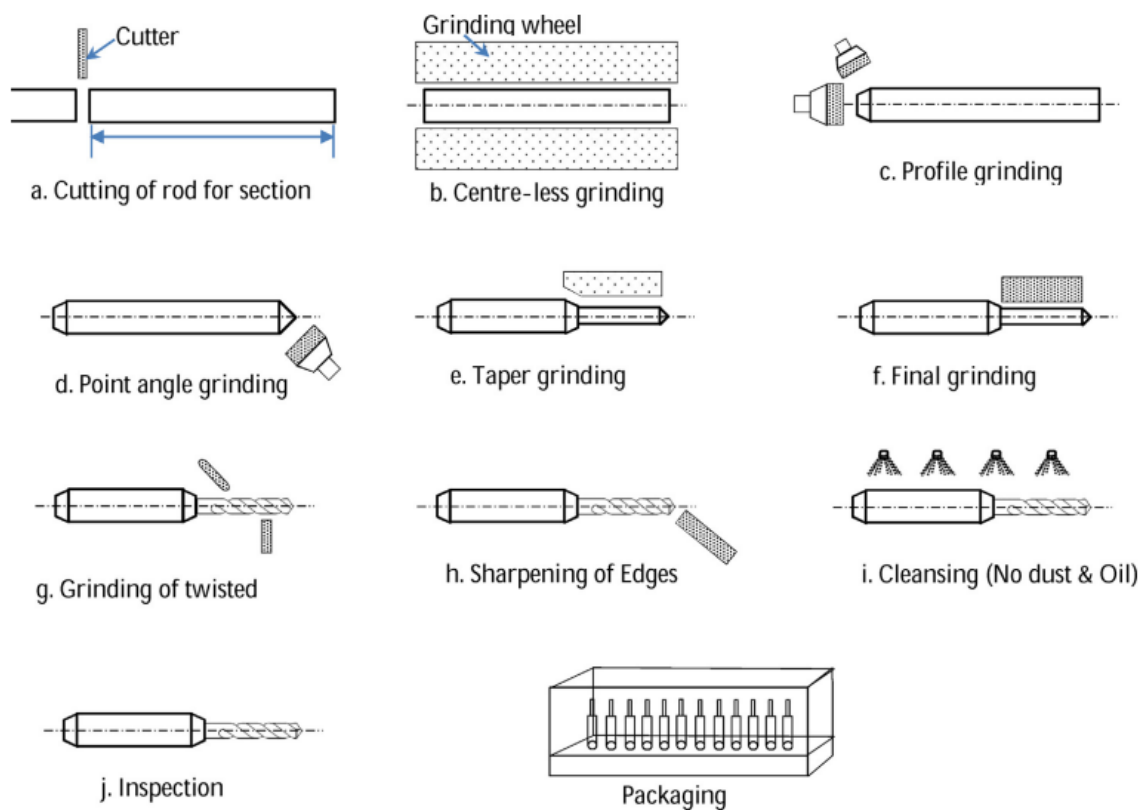 Cutter
Grinding wheel
a. Cutting of rod for section
b. Centre-less grinding
c. Profile grinding
d. Point angle grinding
e. Taper grinding
f. Final grinding
g. Grinding of twisted
h. Sharpening of Edges
i. Cleansing (No dust & Oil)
j. Inspection
Packaging